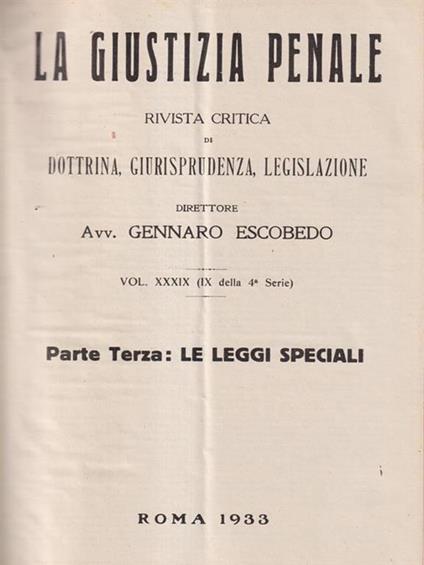 LA GIUSTIZIA PENALE
RIVISTA CRITICA
DI
DOTTRINA, GIURISPRUDENZA, LEGISLAZIONE
DIRETTORE
Avv. GENNARO ESCOBEDO
VOL. XXXIX (IX della 4ª Serie)
Parte Terza: LE LEGGI SPECIALI
ROMA 1933